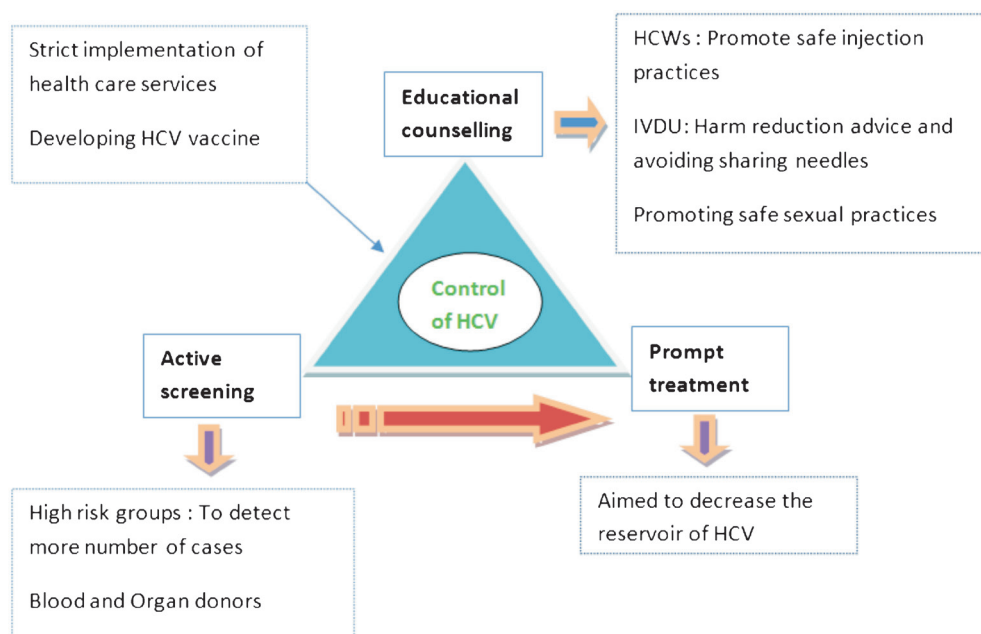 Strict implementation of
health care services
Developing HCV vaccine
Educational
counselling
HCWs : Promote safe injection
practices
IVDU: Harm reduction advice and
avoiding sharing needles
Promoting safe sexual practices
Control
of HCV
Active
screening
Prompt
treatment
High risk groups : To detect
more number of cases
Blood and Organ donors
Aimed to decrease the
reservoir of HCV